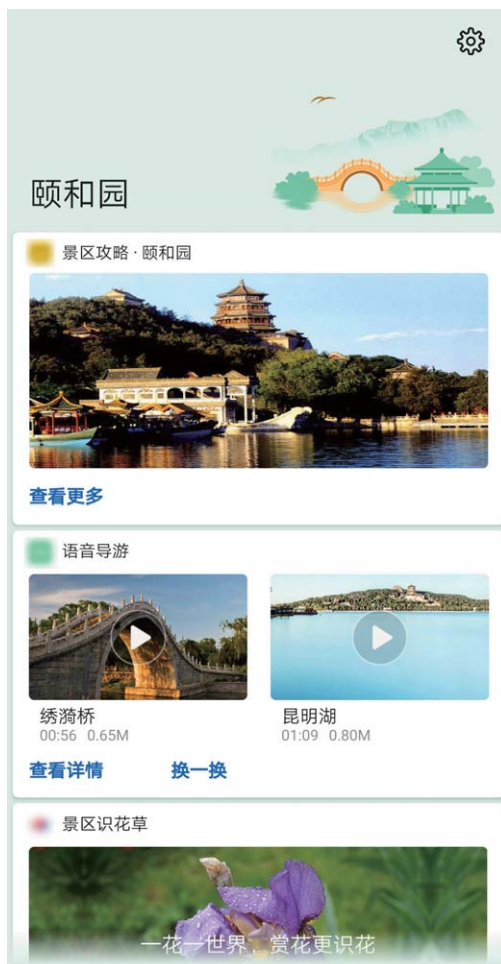 颐和园
景区攻略 · 颐和园
查看更多
语音导游
绣漪桥
00:56 0.65M
昆明湖
01:09 0.80M
查看详情 换一换
景区识花草
一花一世界，赏花更识花